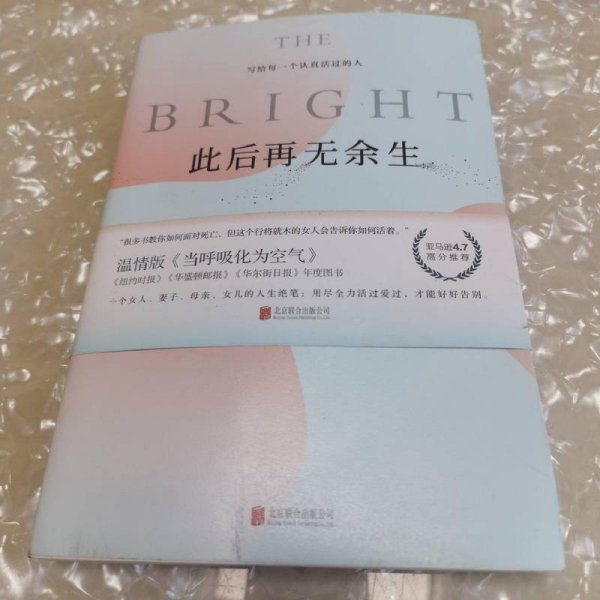 THE
写给每一个认真活过的人
BRIGHT
此后再无余生
“很多书教你如何面对死亡，但这个行将就木的女人会告诉你如何活着。”
温情版《当呼吸化为空气》
《纽约时报》《华盛顿邮报》《华尔街日报》年度图书
一个女人、妻子、母亲、女儿的人生绝笔：用尽全力活过爱过，才能好好告别。
亚马逊4.7
高分推荐
北京联合出版公司
北京联合出版公司